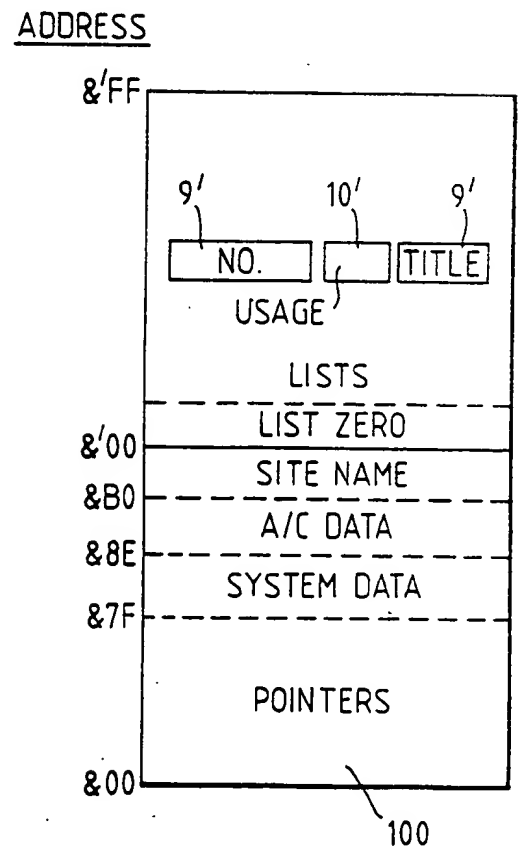 ADDRESS
&'FF
9' 10' 9'
NO. TITLE
USAGE
LISTS
LIST ZERO
&'00
SITE NAME
&B0
A/C DATA
&8E
SYSTEM DATA
&7F
POINTERS
&00
100